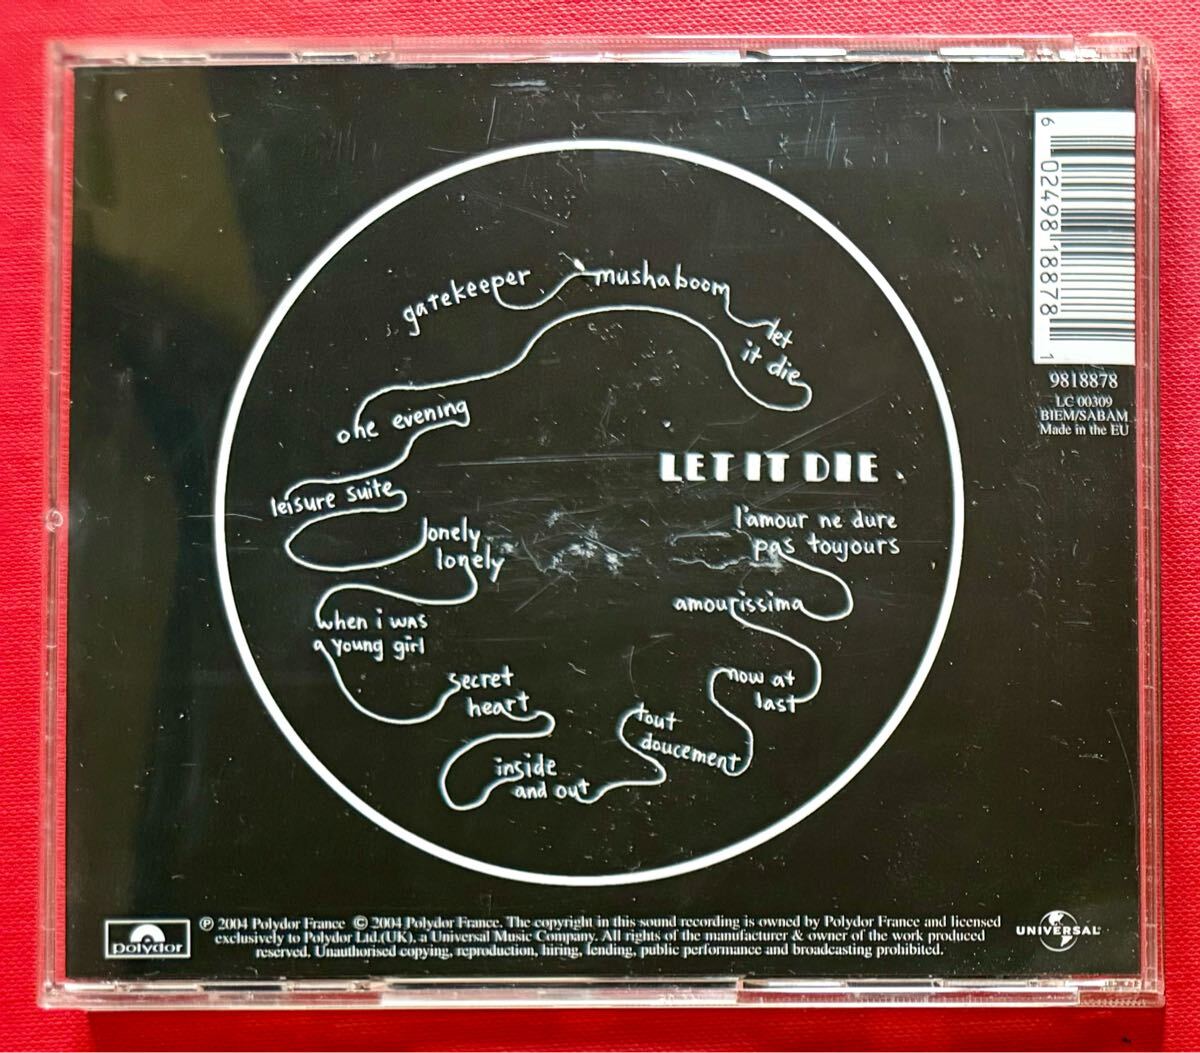 gatekeeper
mushaboom
let
it die
one evening
leisure suite
lonely
lonely
when i was
a young girl
secret
heart
inside
and out
tout
doucement
now at
last
amourissima
l'amour ne dure
pas toujours
LET IT DIE
6 02498 18878 1
9818878
LC 00309
BIEM/SABAM
Made in the EU
polydor
℗ 2004 Polydor France © 2004 Polydor France. The copyright in this sound recording is owned by Polydor France and licensed
exclusively to Polydor Ltd.(UK), a Universal Music Company. All rights of the manufacturer & owner of the work produced
reserved. Unauthorised copying, reproduction, hiring, lending, public performance and broadcasting prohibited.
UNIVERSAL